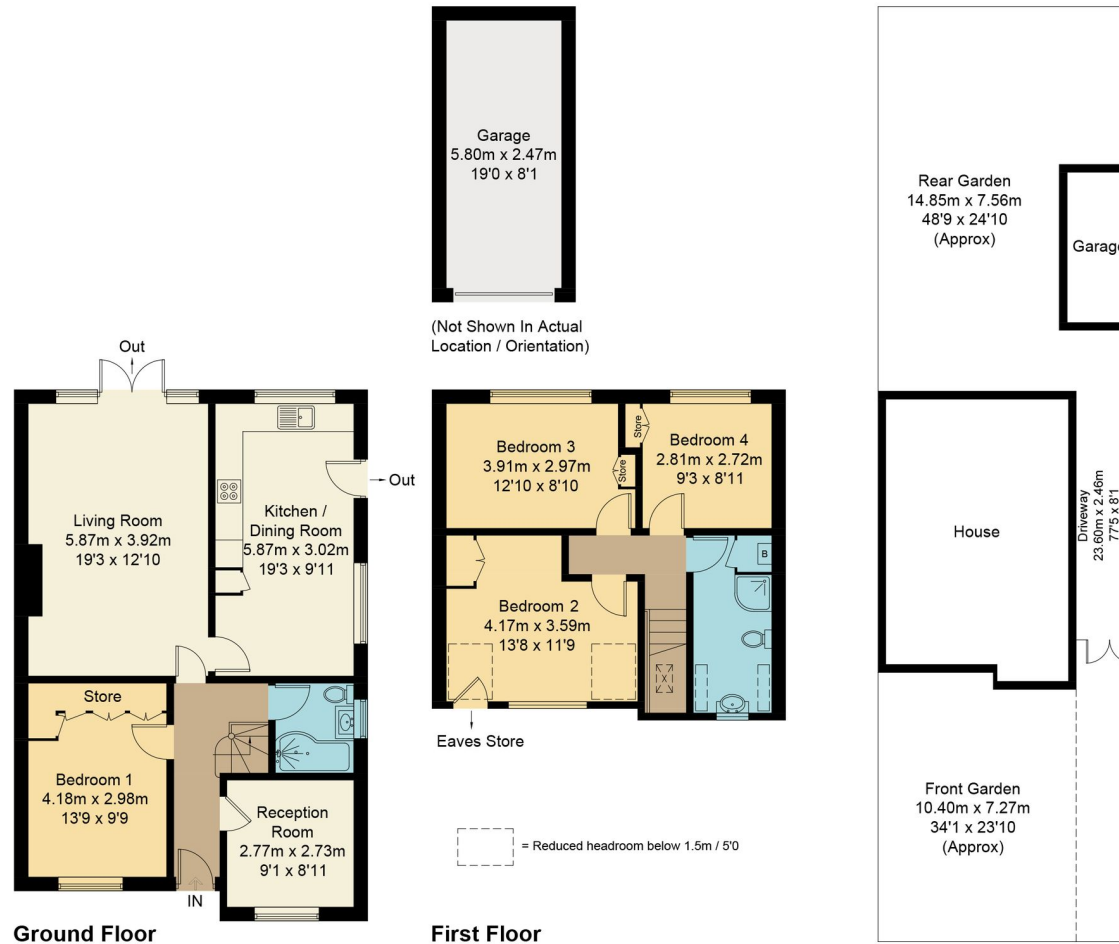 Garage
5.80m x 2.47m
19'0 x 8'1
(Not Shown In Actual
Location / Orientation)
Out
Living Room
5.87m x 3.92m
19'3 x 12'10
Kitchen /
Dining Room
5.87m x 3.02m
19'3 x 9'11
Out
Store
Bedroom 1
4.18m x 2.98m
13'9 x 9'9
Reception
Room
2.77m x 2.73m
9'1 x 8'11
IN
Ground Floor
Bedroom 3
3.91m x 2.97m
12'10 x 8'10
Store
Store
Bedroom 4
2.81m x 2.72m
9'3 x 8'11
Bedroom 2
4.17m x 3.59m
13'8 x 11'9
B
X
Eaves Store
= Reduced headroom below 1.5m / 5'0
First Floor
Rear Garden
14.85m x 7.56m
48'9 x 24'10
(Approx)
Garage
House
Driveway
23.60m x 2.46m
77'5 x 8'1
Front Garden
10.40m x 7.27m
34'1 x 23'10
(Approx)